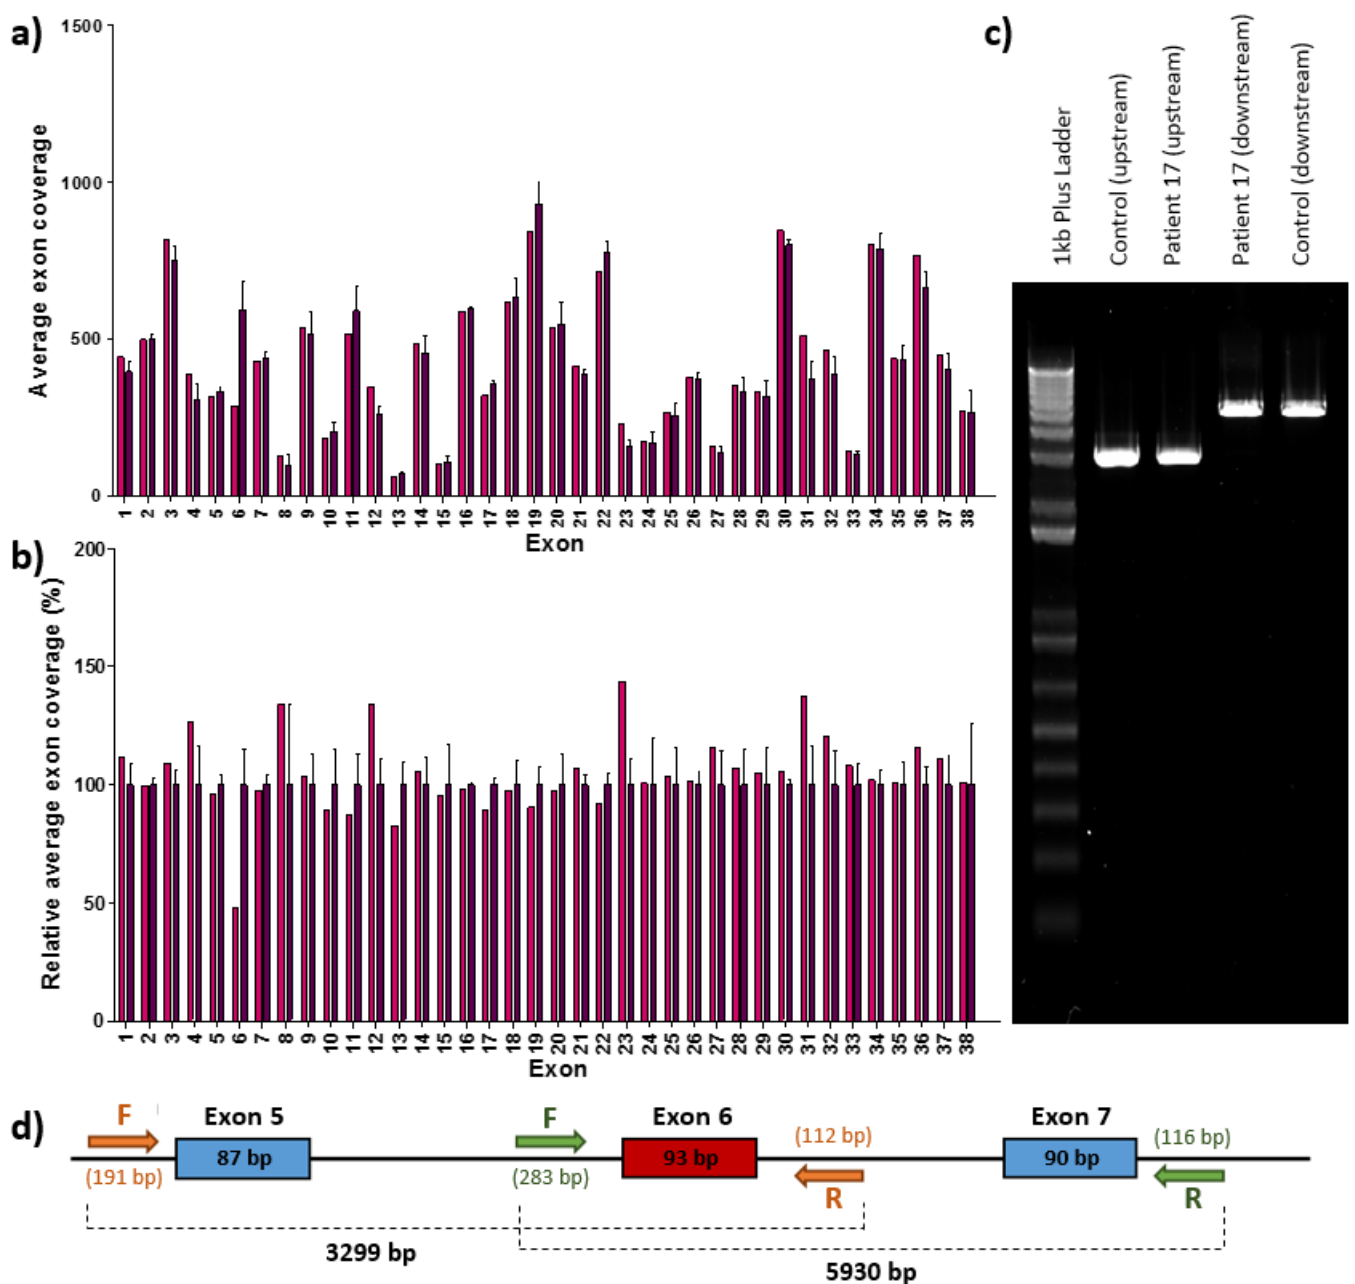 a)
Average exon coverage
1500
1000
500
0
1 2 3 4 5 6 7 8 9 10 11 12 13 14 15 16 17 18 19 20 21 22 23 24 25 26 27 28 29 30 31 32 33 34 35 36 37 38
Exon
b)
Relative average exon coverage (%)
200
150
100
50
0
1 2 3 4 5 6 7 8 9 10 11 12 13 14 15 16 17 18 19 20 21 22 23 24 25 26 27 28 29 30 31 32 33 34 35 36 37 38
Exon
c)
1kb Plus Ladder
Control (upstream)
Patient 17 (upstream)
Patient 17 (downstream)
Control (downstream)
d)
F Exon 5 F Exon 6 Exon 7
(112 bp) (116 bp)
87 bp 93 bp 90 bp
(191 bp) (283 bp)
R R
3299 bp
5930 bp